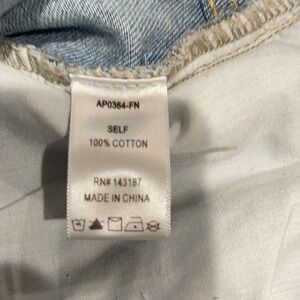 AP0364-FN
SELF
100% COTTON
RN# 143187
MADE IN CHINA